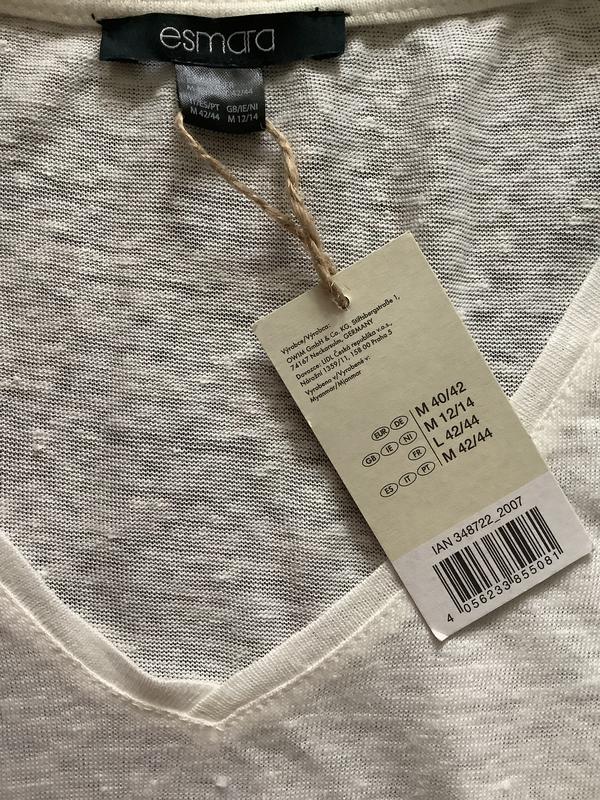 esmara
42/44
/ES/PT GB/IE/NI
M 42/44 M 12/14
Výrobce/Výrobca:
OWIM GmbH & Co. KG, Stiftsbergstraße 1,
74167 Neckarsulm, GERMANY
Dovozce: LIDL Česká republika v.o.s.,
Nárožní 1359/11, 158 00 Praha 5
Vyrobeno v/Vyrobené v:
Myanmar/Mjanmar
EUR DE M 40/42
GB IE NI M 12/14
FR L 42/44
ES IT PT M 42/44
IAN 348722_2007
4 056233 855081